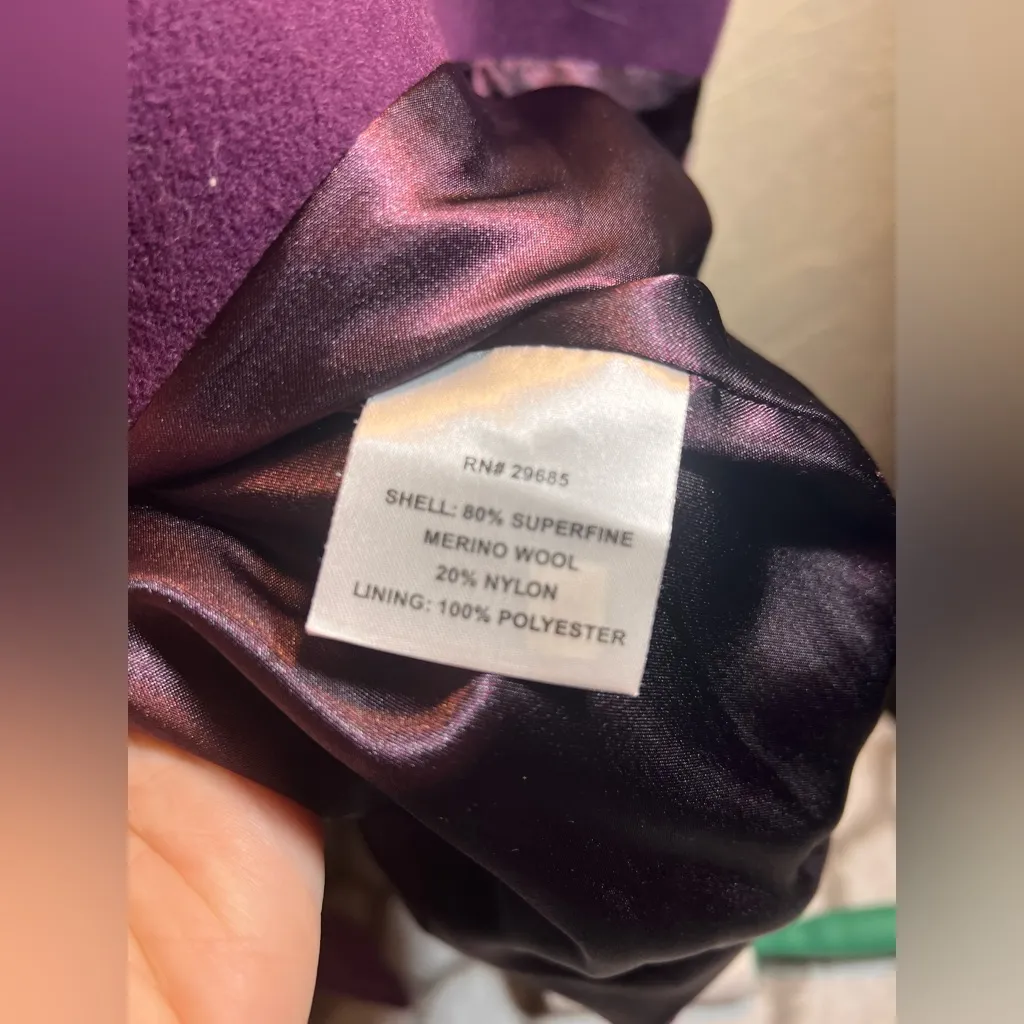 RN# 29685
SHELL: 80% SUPERFINE
MERINO WOOL
20% NYLON
LINING: 100% POLYESTER